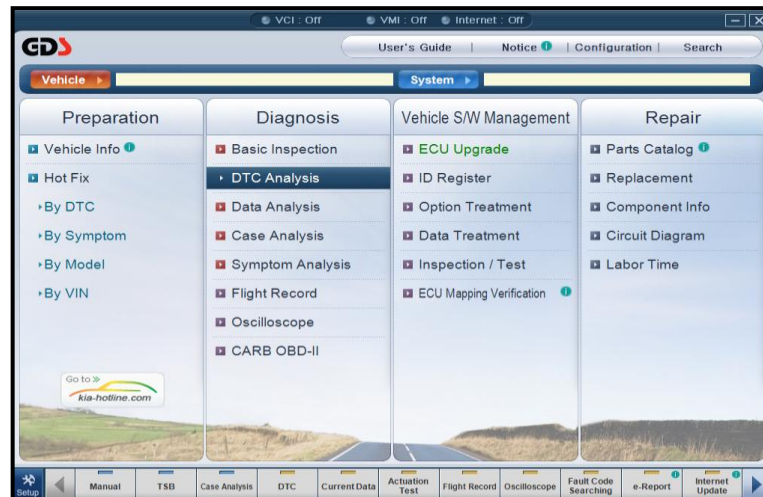 VCI : Off VMI : Off Internet : Off
GDS
User's Guide | Notice | Configuration | Search
Vehicle
System
Preparation
Vehicle Info
Hot Fix
By DTC
By Symptom
By Model
By VIN
Go to
kia-hotline.com
Diagnosis
Basic Inspection
DTC Analysis
Data Analysis
Case Analysis
Symptom Analysis
Flight Record
Oscilloscope
CARB OBD-II
Vehicle S/W Management
ECU Upgrade
ID Register
Option Treatment
Data Treatment
Inspection / Test
ECU Mapping Verification
Repair
Parts Catalog
Replacement
Component Info
Circuit Diagram
Labor Time
Setup
Manual
TSB
Case Analysis
DTC
Current Data
Actuation
Test
Flight Record
Oscilloscope
Fault Code
Searching
e-Report
Internet
Update